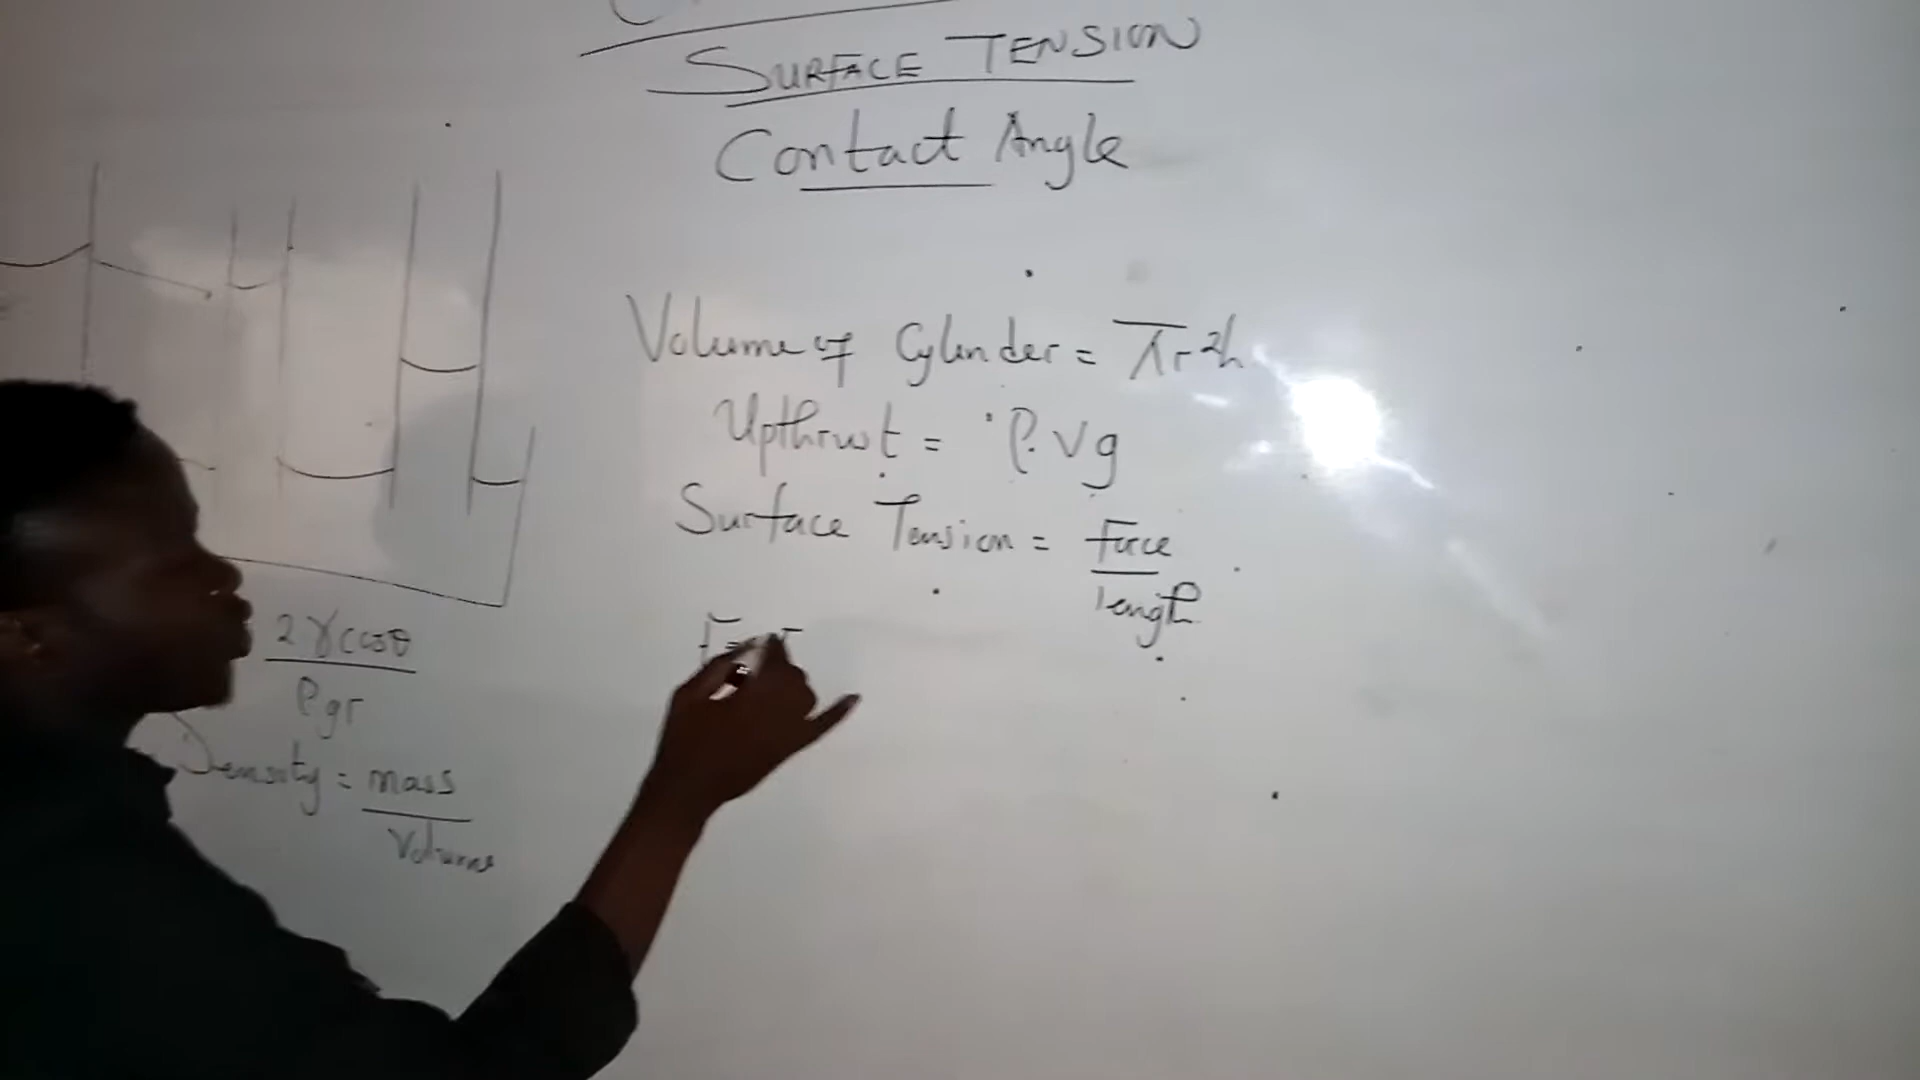 SURFACE TENSION
Contact Angle
Volume of Cylinder = πr²h
Upthrust = ρVg
Surface Tension = Force
length
F =
2γcosθ
ρgr
Density = mass
Volume